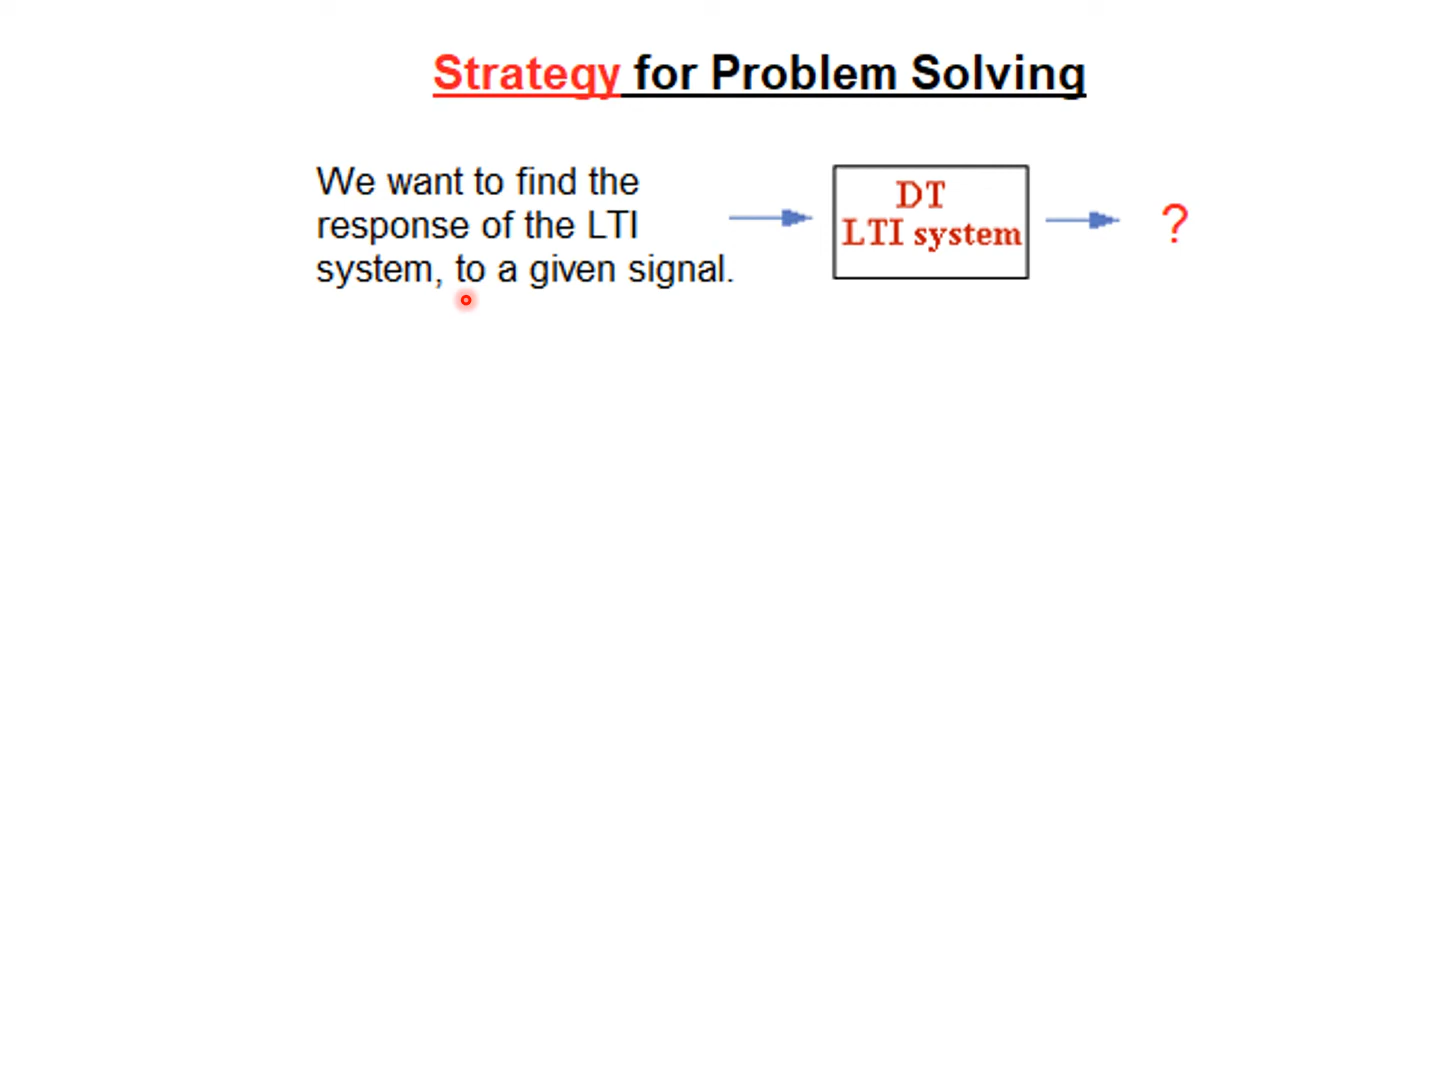 Strategy for Problem Solving
We want to find the
response of the LTI
system, to a given signal.
DT
LTI system
?